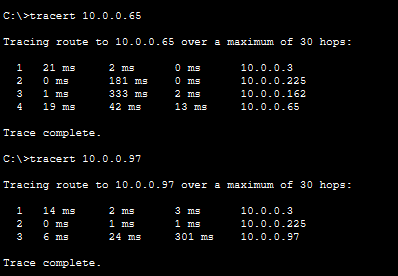 C:\>tracert 10.0.0.65
Tracing route to 10.0.0.65 over a maximum of 30 hops:
1 21 ms 2 ms 0 ms 10.0.0.3
2 0 ms 181 ms 0 ms 10.0.0.225
3 1 ms 333 ms 2 ms 10.0.0.162
4 19 ms 42 ms 13 ms 10.0.0.65
Trace complete.
C:\>tracert 10.0.0.97
Tracing route to 10.0.0.97 over a maximum of 30 hops:
1 14 ms 2 ms 3 ms 10.0.0.3
2 0 ms 1 ms 1 ms 10.0.0.225
3 6 ms 24 ms 301 ms 10.0.0.97
Trace complete.